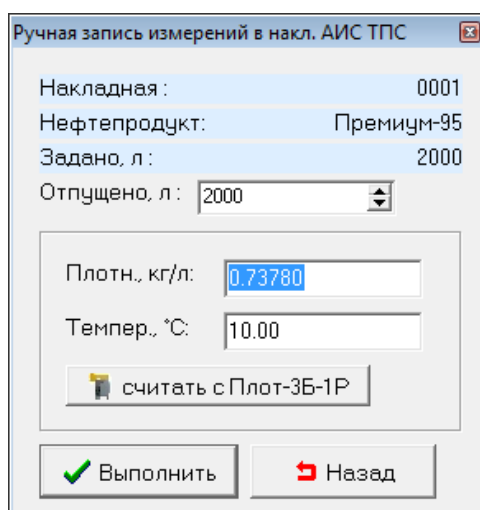 Ручная запись измерений в накл. АИС ТПС
Накладная : 0001
Нефтепродукт: Премиум-95
Задано, л : 2000
Отпущено, л : 2000
Плотн., кг/л: 0.73780
Темпер., °C: 10.00
считать с Плот-3Б-1Р
Выполнить Назад